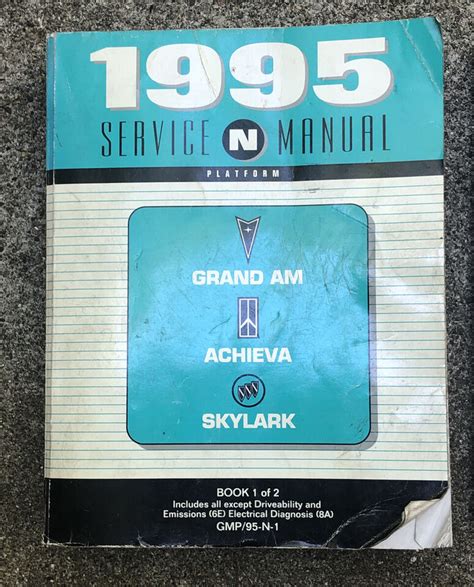 1995
SERVICE N MANUAL
PLATFORM
GRAND AM
ACHIEVA
SKYLARK
BOOK 1 of 2
Includes all except Driveability and
Emissions (6E) Electrical Diagnosis (8A)
GMP/95-N-1